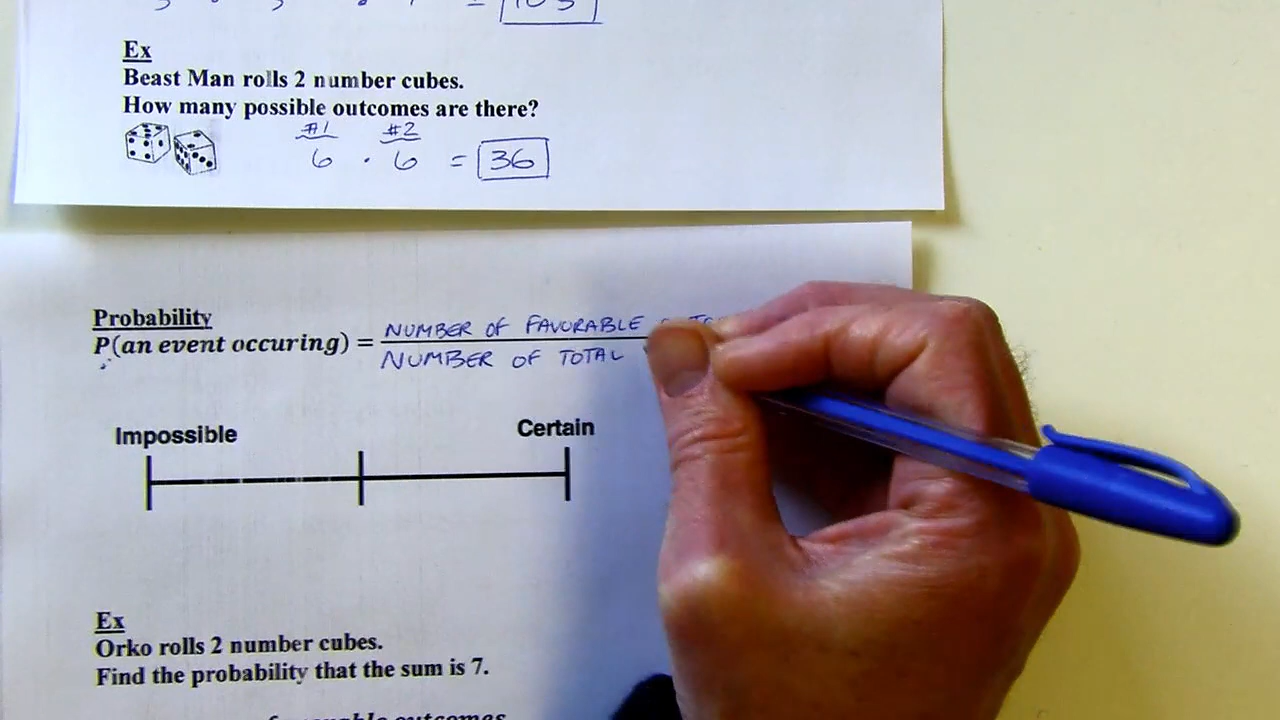 Ex
Beast Man rolls 2 number cubes.
How many possible outcomes are there?
#1 #2
6 · 6 = 36
Probability
P(an event occuring) = NUMBER OF FAVORABLE
NUMBER OF TOTAL
Impossible Certain
Ex
Orko rolls 2 number cubes.
Find the probability that the sum is 7.
favorable outcomes